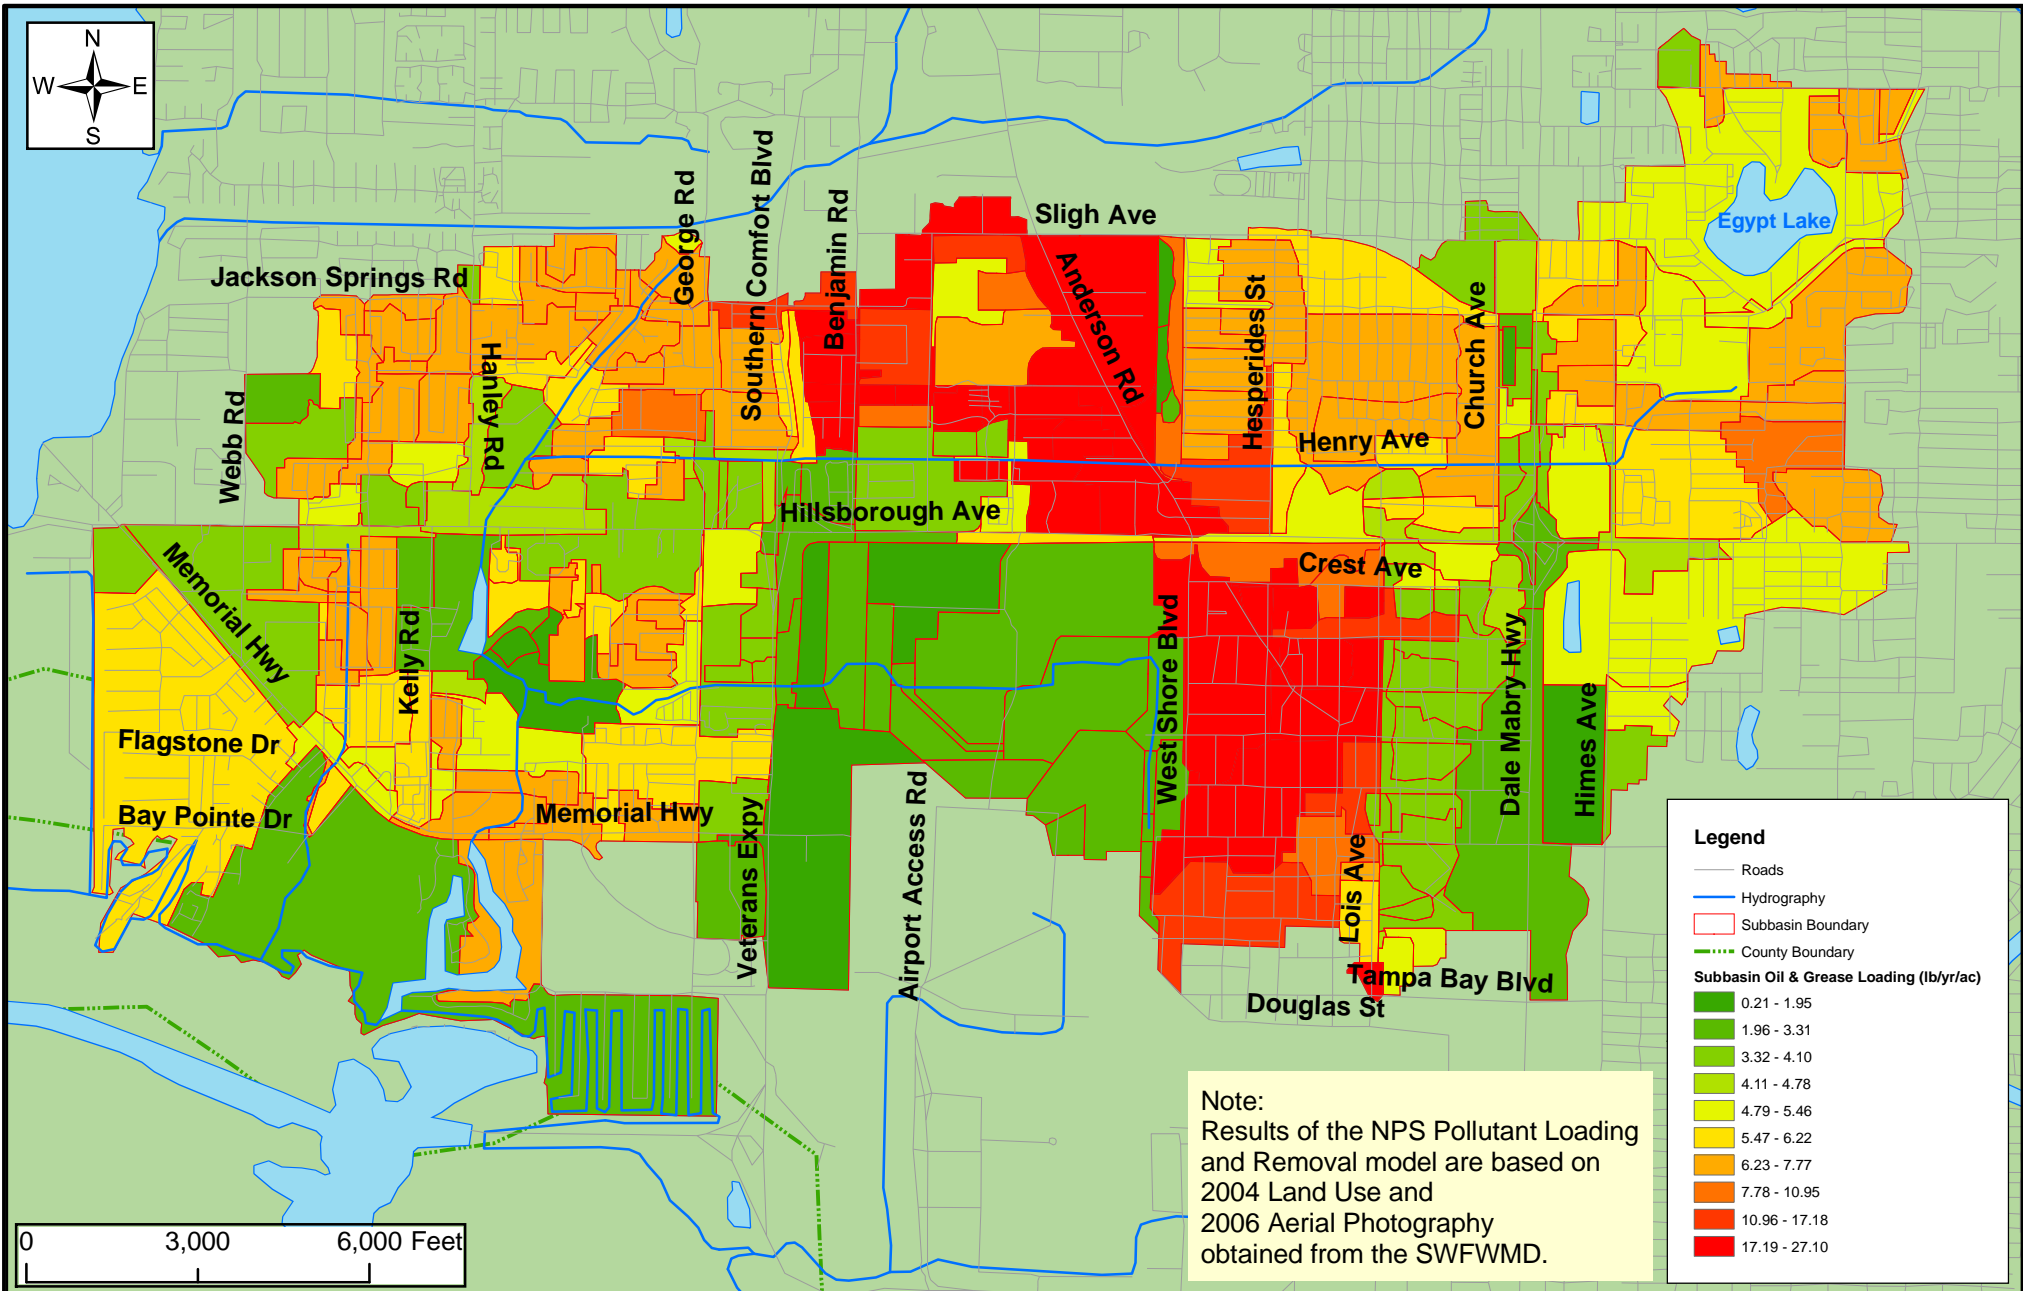 N
W E
S
Sligh Ave
Egypt Lake
Jackson Springs Rd
George Rd
Southern Comfort Blvd
Benjamin Rd
Anderson Rd
Hesperides St
Church Ave
Hanley Rd
Webb Rd
Henry Ave
Hillsborough Ave
Memorial Hwy
Crest Ave
Kelly Rd
West Shore Blvd
Dale Mabry Hwy
Himes Ave
Flagstone Dr
Bay Pointe Dr
Memorial Hwy
Veterans Expy
Airport Access Rd
Lois Ave
Tampa Bay Blvd
Douglas St
Note:
Results of the NPS Pollutant Loading
and Removal model are based on
2004 Land Use and
2006 Aerial Photography
obtained from the SWFWMD.
Legend
Roads
Hydrography
Subbasin Boundary
County Boundary
Subbasin Oil & Grease Loading (lb/yr/ac)
0.21 - 1.95
1.96 - 3.31
3.32 - 4.10
4.11 - 4.78
4.79 - 5.46
5.47 - 6.22
6.23 - 7.77
7.78 - 10.95
10.96 - 17.18
17.19 - 27.10
0 3,000 6,000 Feet